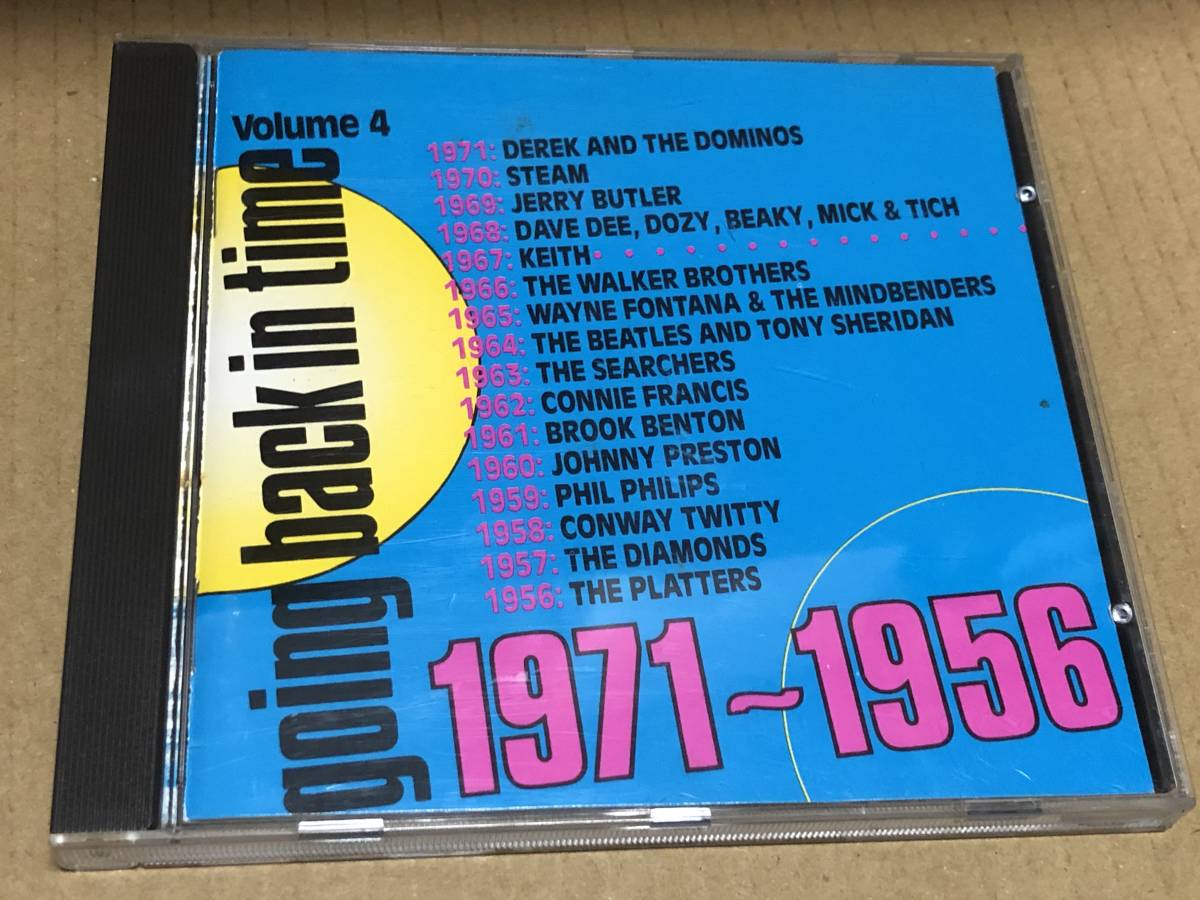 Volume 4
going back in time
1971: DEREK AND THE DOMINOS
1970: STEAM
1969: JERRY BUTLER
1968: DAVE DEE, DOZY, BEAKY, MICK & TICH
1967: KEITH
1966: THE WALKER BROTHERS
1965: WAYNE FONTANA & THE MINDBENDERS
1964: THE BEATLES AND TONY SHERIDAN
1963: THE SEARCHERS
1962: CONNIE FRANCIS
1961: BROOK BENTON
1960: JOHNNY PRESTON
1959: PHIL PHILIPS
1958: CONWAY TWITTY
1957: THE DIAMONDS
1956: THE PLATTERS
1971~1956